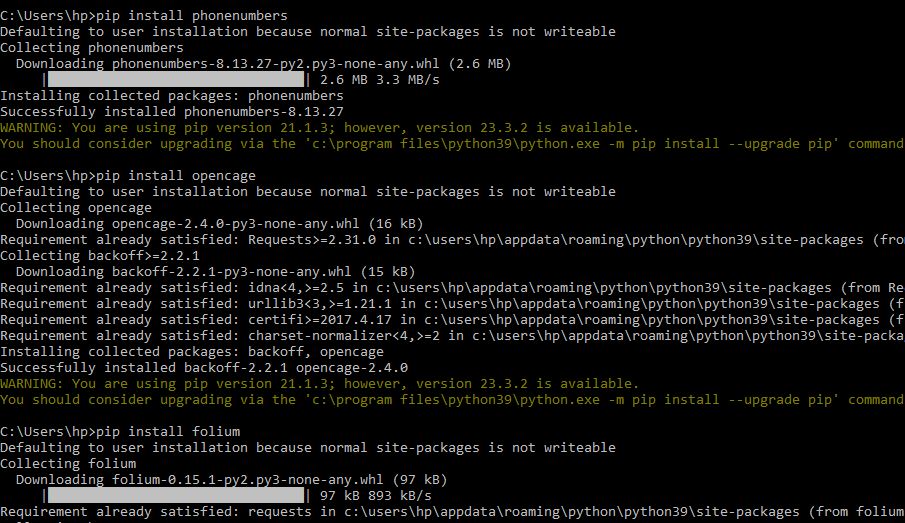 C:\Users\hp>pip install phonenumbers
Defaulting to user installation because normal site-packages is not writeable
Collecting phonenumbers
  Downloading phonenumbers-8.13.27-py2.py3-none-any.whl (2.6 MB)
     |████████████████████████████████| 2.6 MB 3.3 MB/s
Installing collected packages: phonenumbers
Successfully installed phonenumbers-8.13.27
WARNING: You are using pip version 21.1.3; however, version 23.3.2 is available.
You should consider upgrading via the 'c:\program files\python39\python.exe -m pip install --upgrade pip' command
C:\Users\hp>pip install opencage
Defaulting to user installation because normal site-packages is not writeable
Collecting opencage
  Downloading opencage-2.4.0-py3-none-any.whl (16 kB)
Requirement already satisfied: Requests>=2.31.0 in c:\users\hp\appdata\roaming\python\python39\site-packages (fro
Collecting backoff>=2.2.1
  Downloading backoff-2.2.1-py3-none-any.whl (15 kB)
Requirement already satisfied: idna<4,>=2.5 in c:\users\hp\appdata\roaming\python\python39\site-packages (from Re
Requirement already satisfied: urllib3<3,>=1.21.1 in c:\users\hp\appdata\roaming\python\python39\site-packages (f
Requirement already satisfied: certifi>=2017.4.17 in c:\users\hp\appdata\roaming\python\python39\site-packages (f
Requirement already satisfied: charset-normalizer<4,>=2 in c:\users\hp\appdata\roaming\python\python39\site-packa
Installing collected packages: backoff, opencage
Successfully installed backoff-2.2.1 opencage-2.4.0
WARNING: You are using pip version 21.1.3; however, version 23.3.2 is available.
You should consider upgrading via the 'c:\program files\python39\python.exe -m pip install --upgrade pip' command
C:\Users\hp>pip install folium
Defaulting to user installation because normal site-packages is not writeable
Collecting folium
  Downloading folium-0.15.1-py2.py3-none-any.whl (97 kB)
     |████████████████████████████████| 97 kB 893 kB/s
Requirement already satisfied: requests in c:\users\hp\appdata\roaming\python\python39\site-packages (from folium